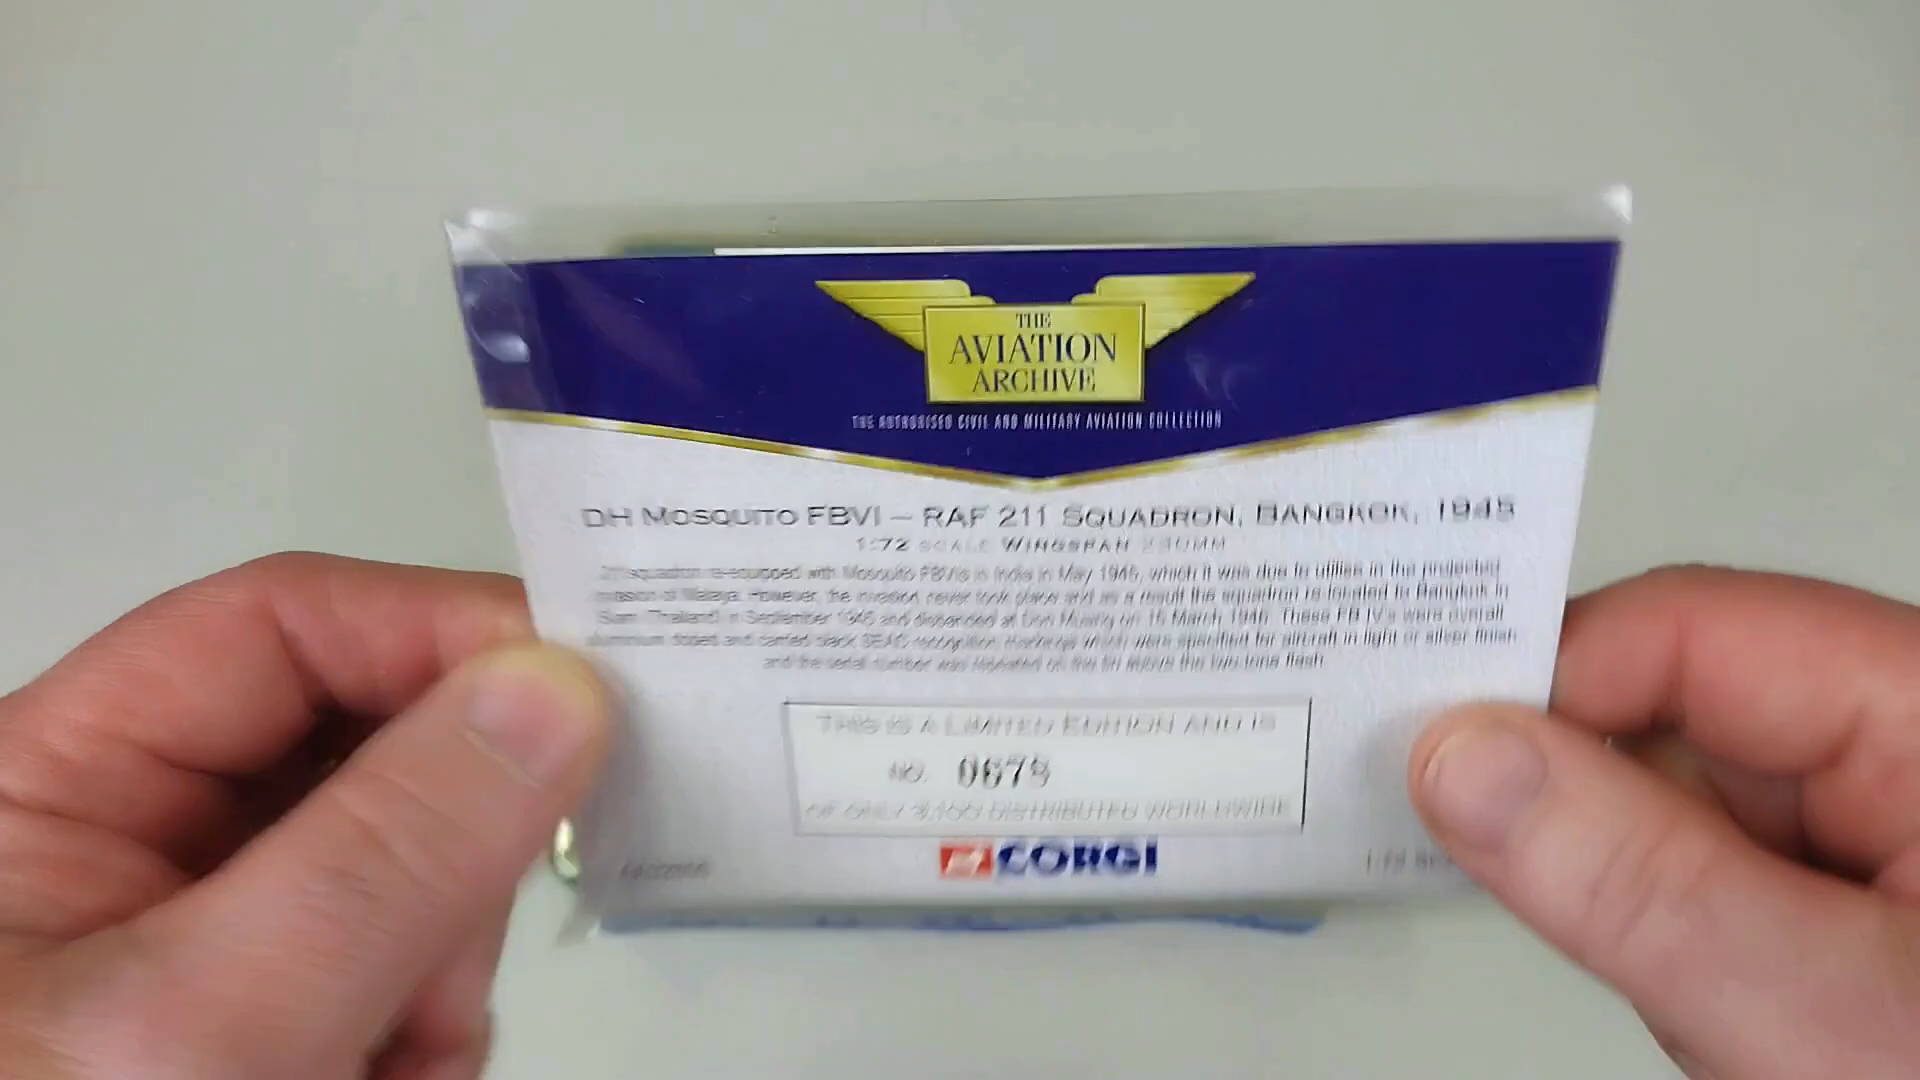 THE
AVIATION
ARCHIVE
THE AUTHORISED CIVIL AND MILITARY AVIATION COLLECTION
DH MOSQUITO FBVI – RAF 211 SQUADRON, BANGKOK, 1945
1:72 SCALE WINGSPAN
squadron re-equipped with Mosquito FBVIs in India in May 1945, which it was due to utilise in the projected
invasion of Malaya. However, the invasion never took place and as a result the squadron re-located to Bangkok in
Siam (Thailand) in September 1945 and disbanded at Don Muang on 15 March 1946. These FB IV's were overall
aluminium doped and carried black SEAC recognition markings which were specified for aircraft in light or silver finish
and the serial number was repeated on the fin above the two tone flash.
THIS IS A LIMITED EDITION AND IS
NO. 067
OF ONLY DISTRIBUTED WORLDWIDE
CORGI